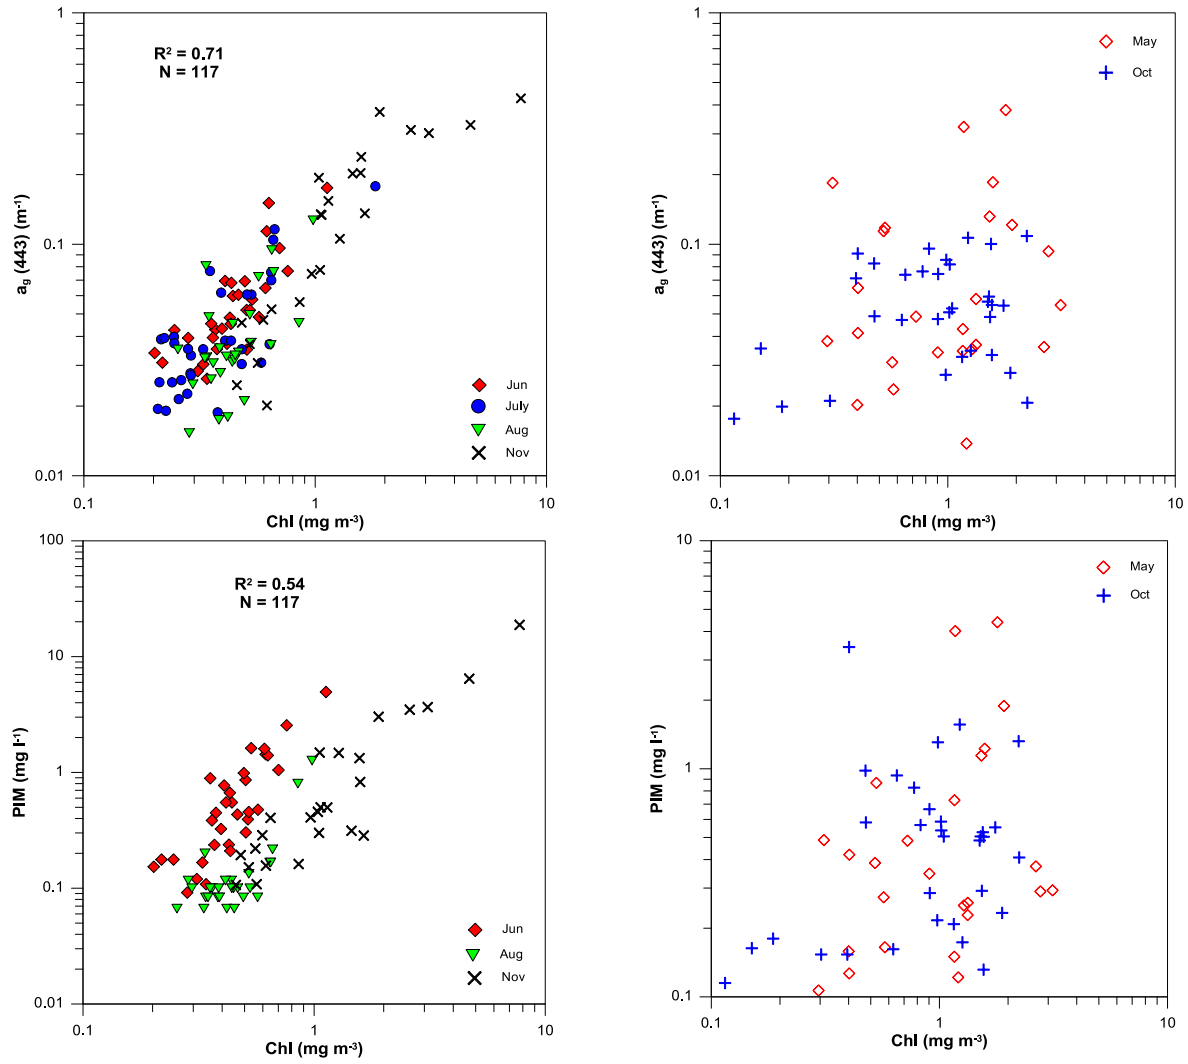 1
R² = 0.71
N = 117
0.1
0.01
a_g (443) (m⁻¹)
Jun
July
Aug
Nov
0.1
1
10
Chl (mg m⁻³)
1
May
Oct
0.1
0.01
a_g (443) (m⁻¹)
0.1
1
10
Chl (mg m⁻³)
100
R² = 0.54
N = 117
10
1
0.1
0.01
PIM (mg l⁻¹)
Jun
Aug
Nov
0.1
1
10
Chl (mg m⁻³)
10
May
Oct
1
0.1
PIM (mg l⁻¹)
0.1
1
10
Chl (mg m⁻³)